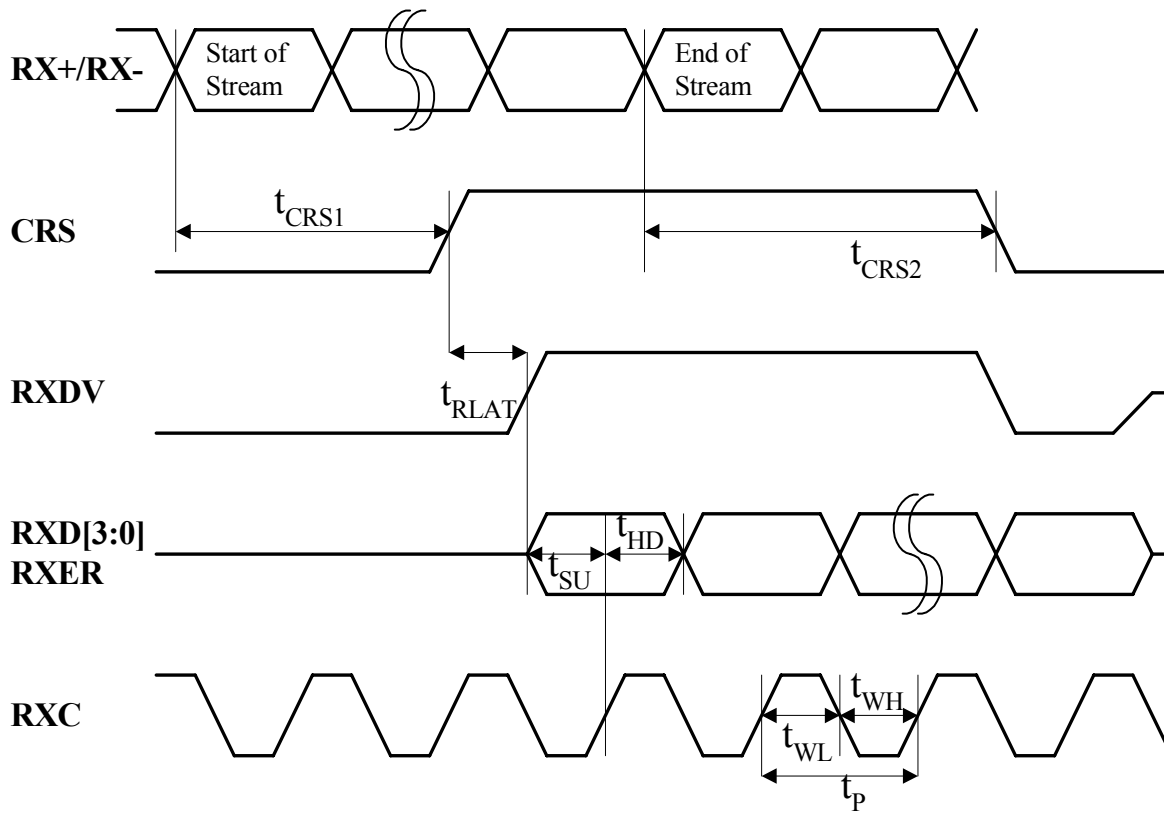 RX+/RX-
Start of
Stream
End of
Stream
CRS
tCRS1
tCRS2
RXDV
tRLAT
RXD[3:0]
RXER
tSU
tHD
RXC
tWL
tWH
tP